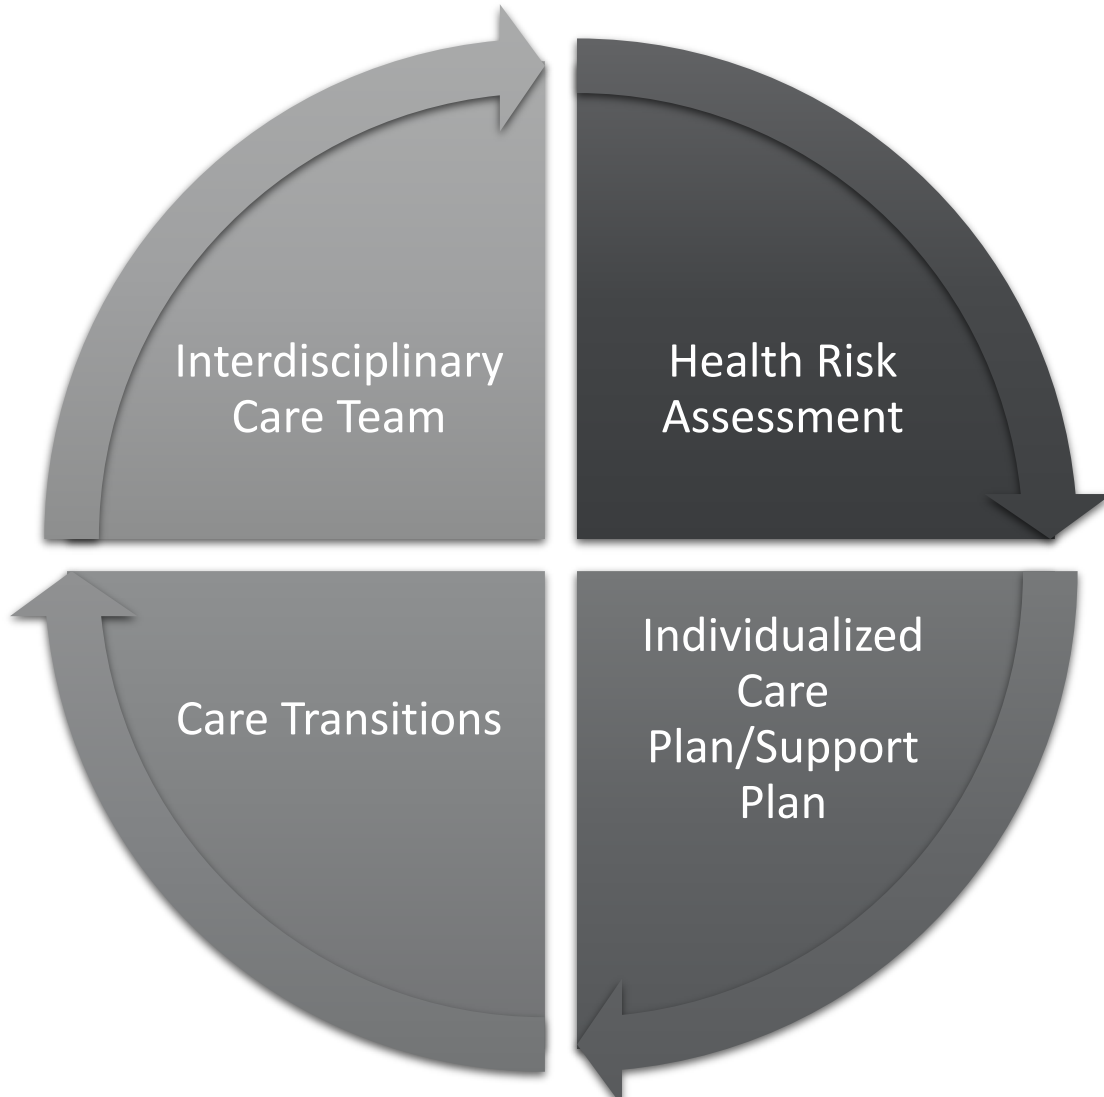 Interdisciplinary
Care Team
Health Risk
Assessment
Care Transitions
Individualized
Care
Plan/Support
Plan